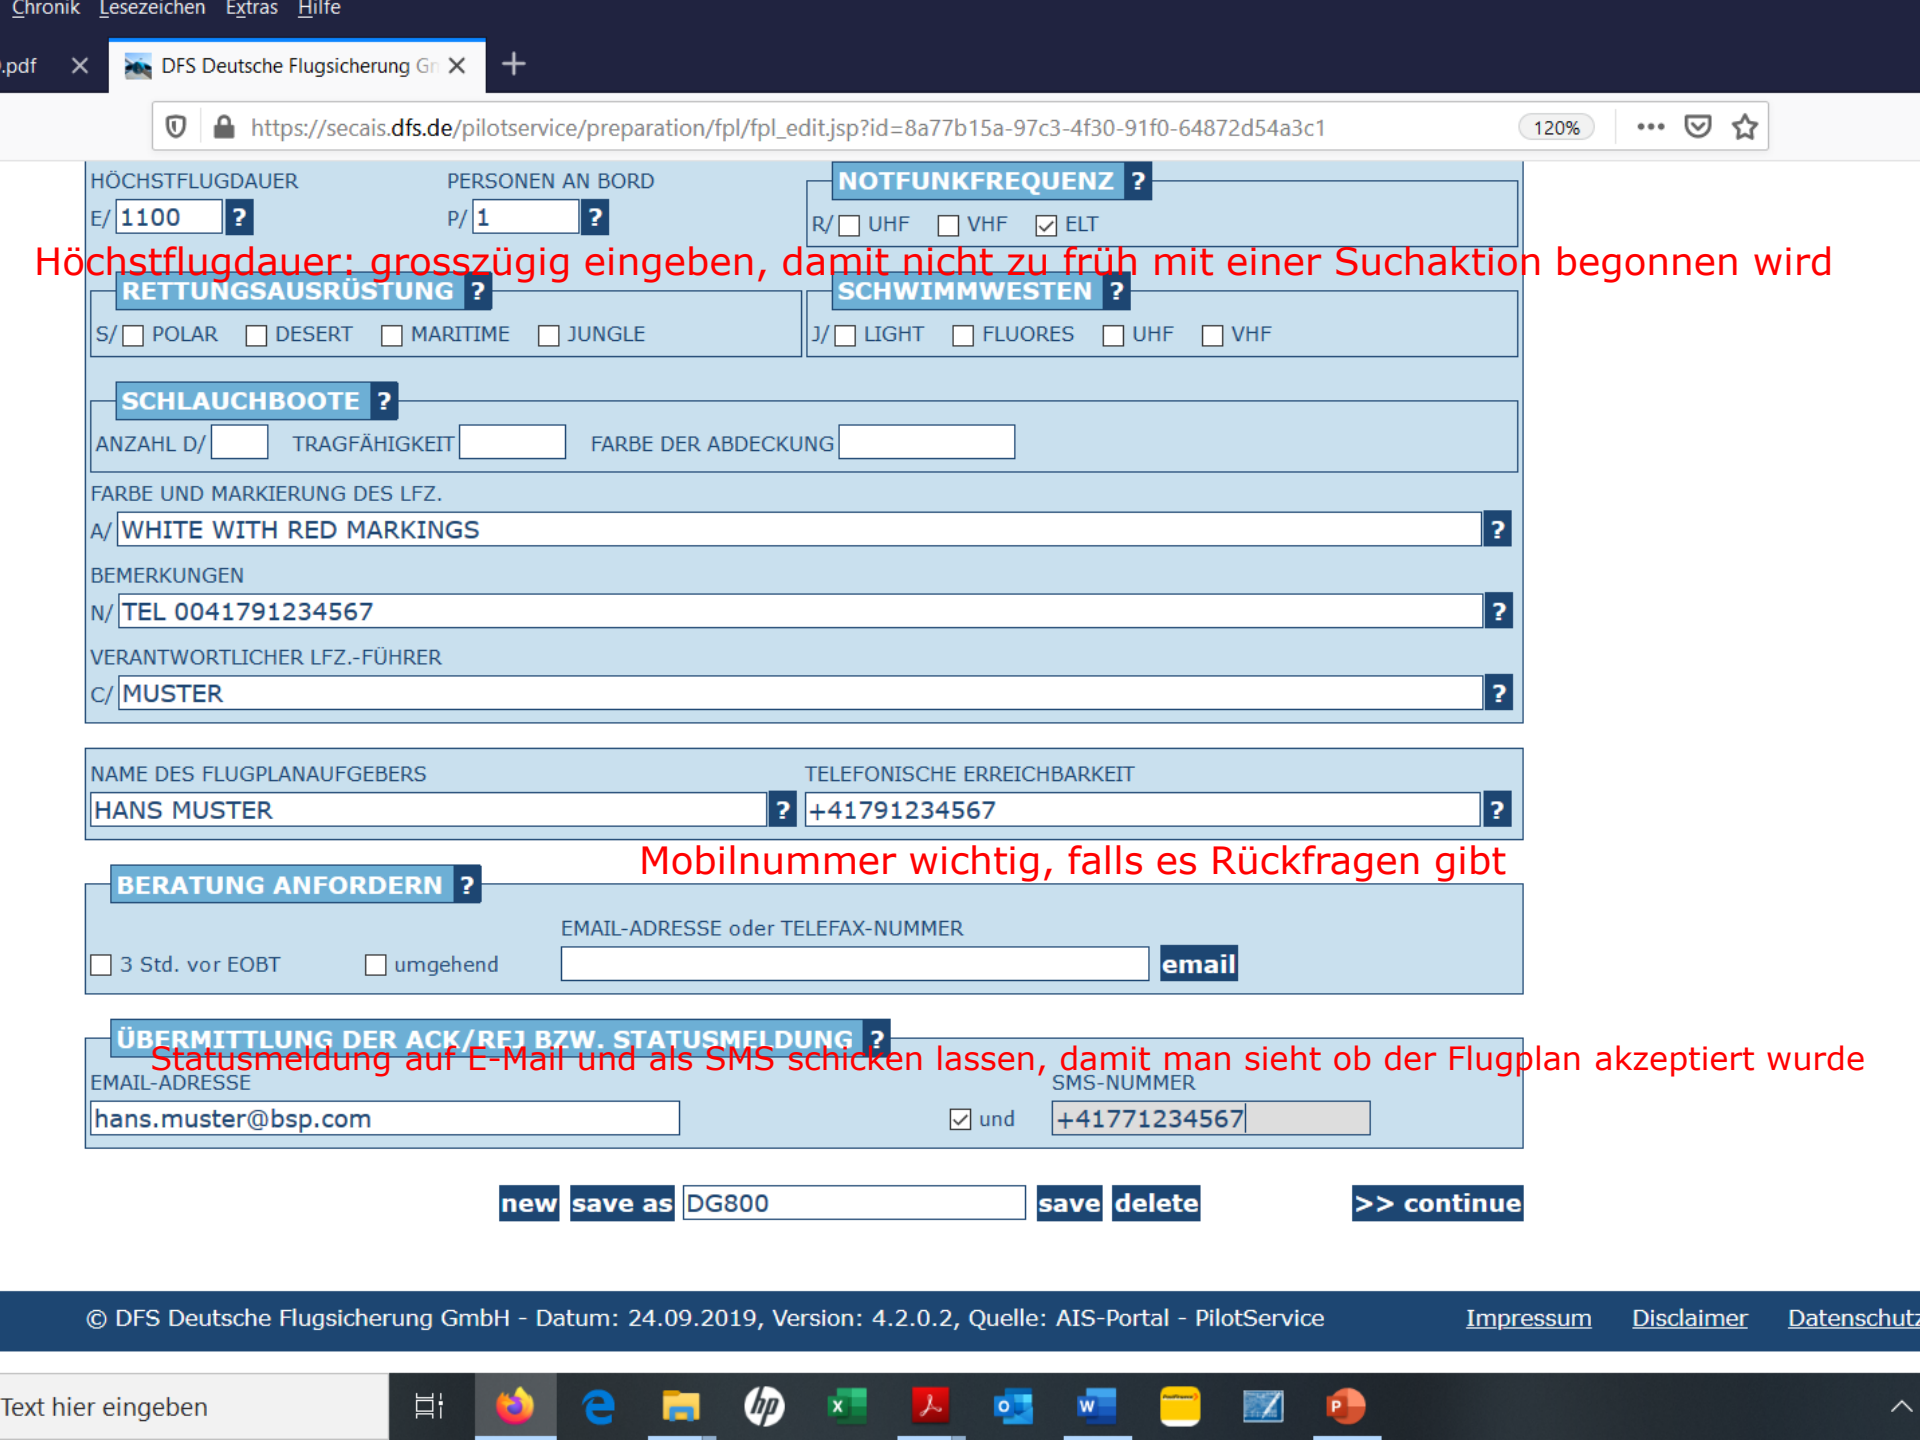 Chronik Lesezeichen Extras Hilfe
.pdf
DFS Deutsche Flugsicherung Gm
https://secais.dfs.de/pilotservice/preparation/fpl/fpl_edit.jsp?id=8a77b15a-97c3-4f30-91f0-64872d54a3c1 120%
HÖCHSTFLUGDAUER PERSONEN AN BORD NOTFUNKFREQUENZ ?
E/ 1100 ? P/ 1 ? R/ UHF VHF ELT
Höchstflugdauer: grosszügig eingeben, damit nicht zu früh mit einer Suchaktion begonnen wird
RETTUNGSAUSRÜSTUNG ? SCHWIMMWESTEN ?
S/ POLAR DESERT MARITIME JUNGLE J/ LIGHT FLUORES UHF VHF
SCHLAUCHBOOTE ?
ANZAHL D/ TRAGFÄHIGKEIT FARBE DER ABDECKUNG
FARBE UND MARKIERUNG DES LFZ.
A/ WHITE WITH RED MARKINGS ?
BEMERKUNGEN
N/ TEL 0041791234567 ?
VERANTWORTLICHER LFZ.-FÜHRER
C/ MUSTER ?
NAME DES FLUGPLANAUFGEBERS TELEFONISCHE ERREICHBARKEIT
HANS MUSTER ? +41791234567 ?
Mobilnummer wichtig, falls es Rückfragen gibt
BERATUNG ANFORDERN ?
EMAIL-ADRESSE oder TELEFAX-NUMMER
3 Std. vor EOBT umgehend email
ÜBERMITTLUNG DER ACK/REJ BZW. STATUSMELDUNG ?
Statusmeldung auf E-Mail und als SMS schicken lassen, damit man sieht ob der Flugplan akzeptiert wurde
EMAIL-ADRESSE SMS-NUMMER
hans.muster@bsp.com und +41771234567
new save as DG800 save delete >> continue
© DFS Deutsche Flugsicherung GmbH - Datum: 24.09.2019, Version: 4.2.0.2, Quelle: AIS-Portal - PilotService Impressum Disclaimer Datenschutz
Text hier eingeben